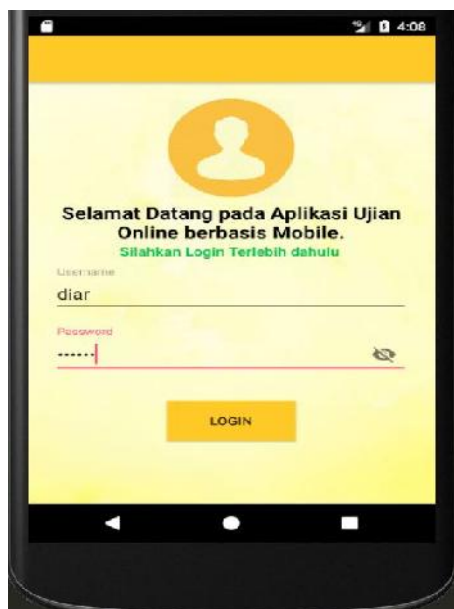 4:08
Selamat Datang pada Aplikasi Ujian
Online berbasis Mobile.
Silahkan Login Terlebih dahulu
Username
diar
Password
••••••
LOGIN